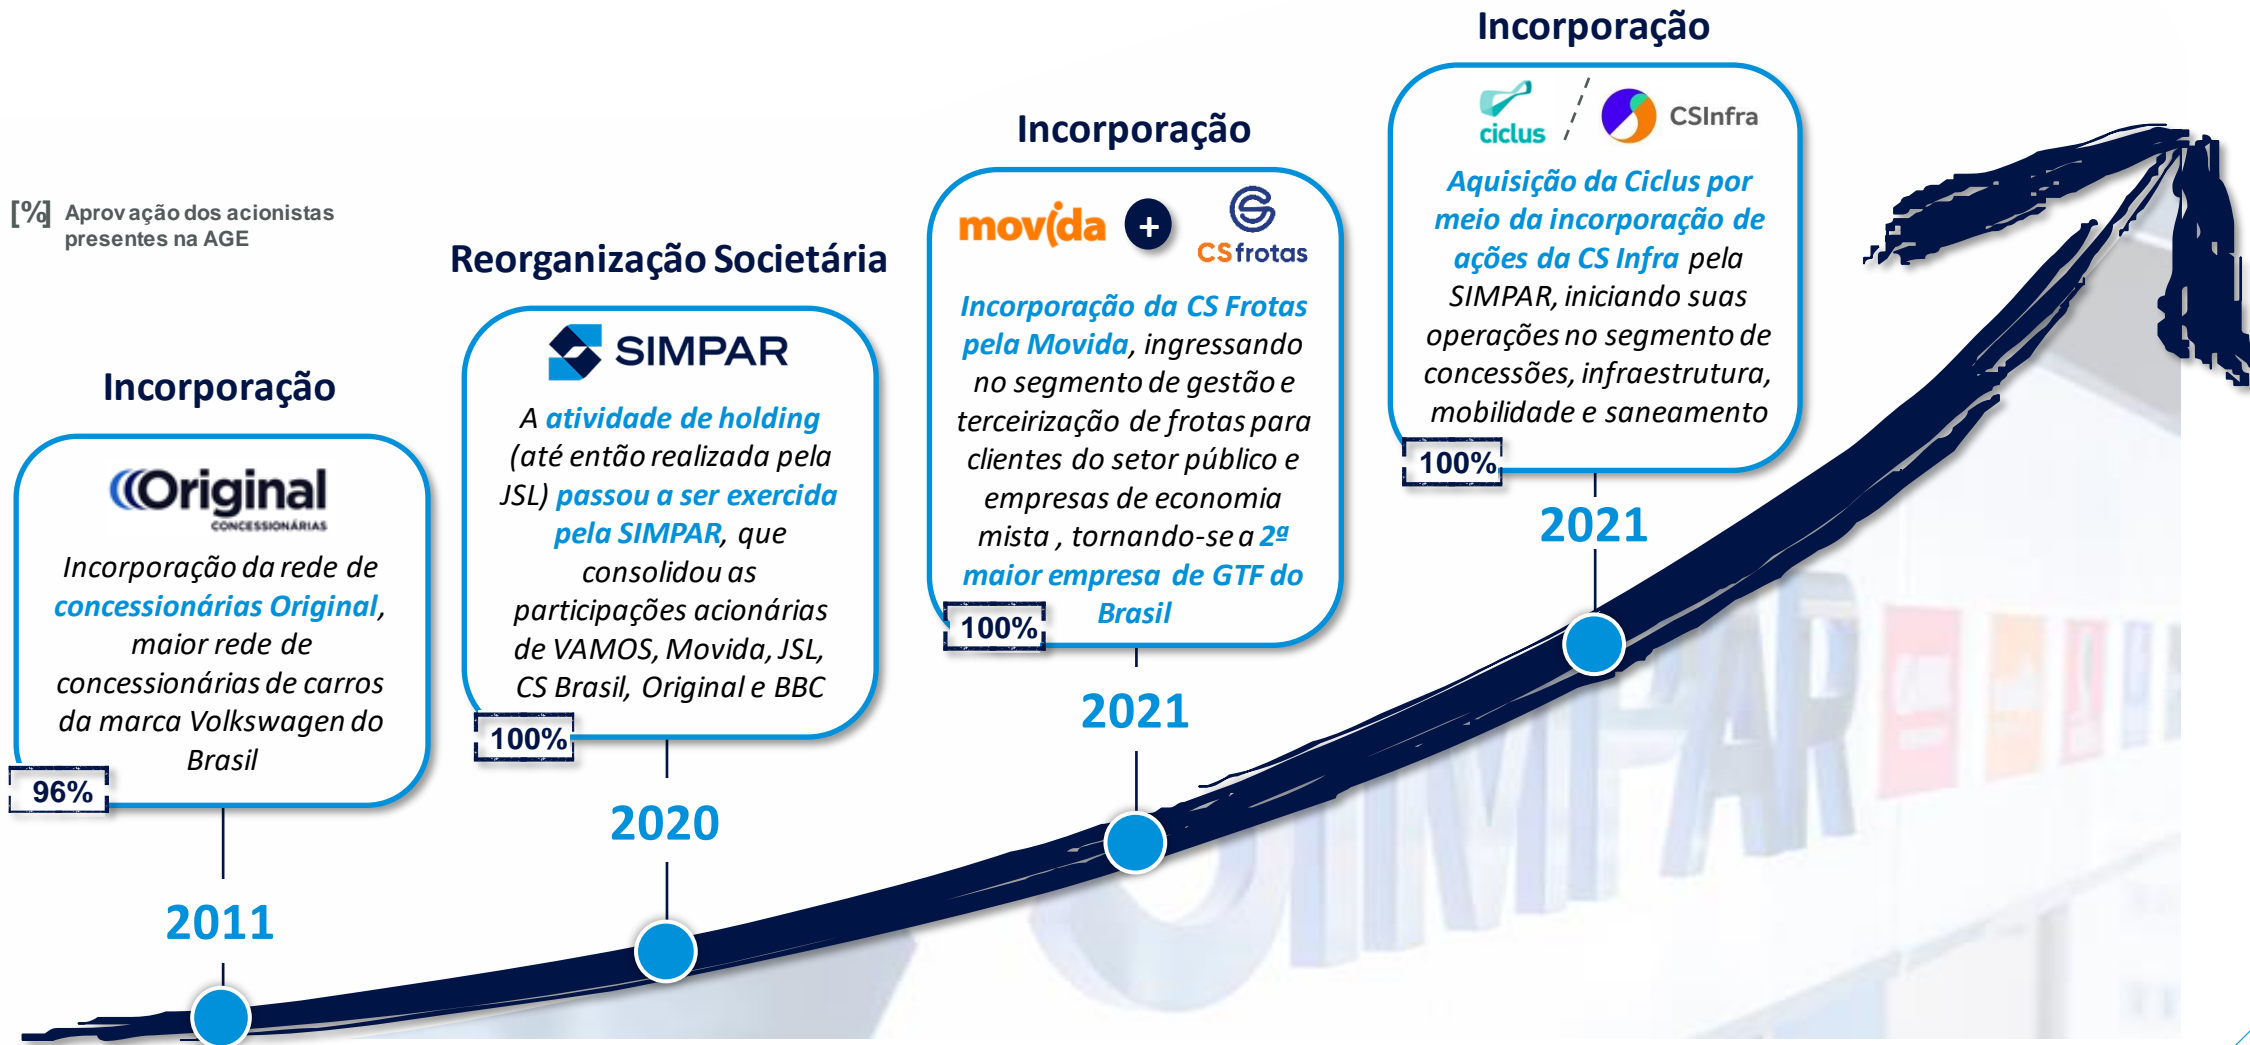 [%] Aprovação dos acionistas
presentes na AGE
Incorporação
Original
CONCESSIONÁRIAS
Incorporação da rede de
concessionárias Original,
maior rede de
concessionárias de carros
da marca Volkswagen do
Brasil
96%
2011
Reorganização Societária
SIMPAR
A atividade de holding
(até então realizada pela
JSL) passou a ser exercida
pela SIMPAR, que
consolidou as
participações acionárias
de VAMOS, Movida, JSL,
CS Brasil, Original e BBC
100%
2020
Incorporação
movida + CSfrotas
Incorporação da CS Frotas
pela Movida, ingressando
no segmento de gestão e
terceirização de frotas para
clientes do setor público e
empresas de economia
mista , tornando-se a 2ª
maior empresa de GTF do
Brasil
100%
2021
Incorporação
ciclus / CSInfra
Aquisição da Ciclus por
meio da incorporação de
ações da CS Infra pela
SIMPAR, iniciando suas
operações no segmento de
concessões, infraestrutura,
mobilidade e saneamento
100%
2021
SIMPAR